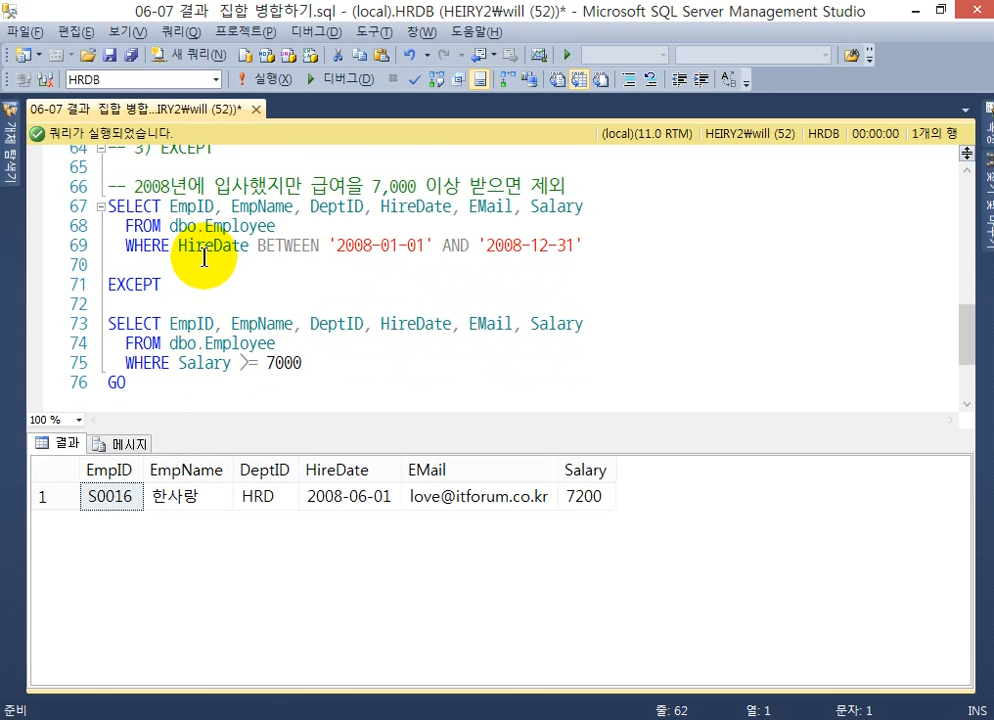 06-07 결과 집합 병합하기.sql - (local).HRDB (HEIRY2₩will (52))* - Microsoft SQL Server Management Studio
파일(F) 편집(E) 보기(V) 쿼리(Q) 프로젝트(P) 디버그(D) 도구(T) 창(W) 도움말(H)
새 쿼리(N)
HRDB 실행(X) 디버그(D)
06-07 결과 집합 병합...IRY2₩will (52))*
쿼리가 실행되었습니다. (local)(11.0 RTM) HEIRY2₩will (52) HRDB 00:00:00 1개의 행
개체 탐색기
64 -- 3) EXCEPT
65
66 -- 2008년에 입사했지만 급여을 7,000 이상 받으면 제외
67 SELECT EmpID, EmpName, DeptID, HireDate, EMail, Salary
68 FROM dbo.Employee
69 WHERE HireDate BETWEEN '2008-01-01' AND '2008-12-31'
70
71 EXCEPT
72
73 SELECT EmpID, EmpName, DeptID, HireDate, EMail, Salary
74 FROM dbo.Employee
75 WHERE Salary >= 7000
76 GO
100 %
결과 메시지
EmpID EmpName DeptID HireDate EMail Salary
1 S0016 한사랑 HRD 2008-06-01 love@itforum.co.kr 7200
준비 줄: 62 열: 1 문자: 1 INS